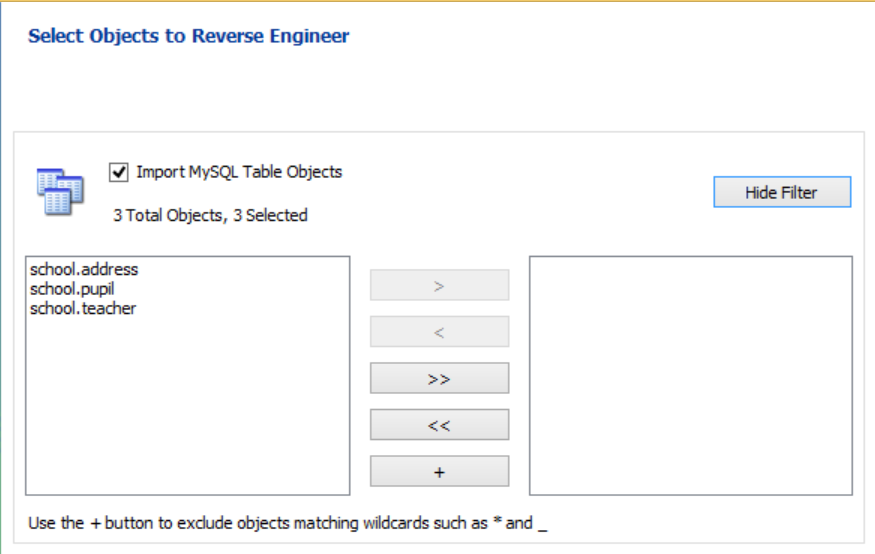 Select Objects to Reverse Engineer
Import MySQL Table Objects
Hide Filter
3 Total Objects, 3 Selected
school.address
school.pupil
school.teacher
>
<
>>
<<
+
Use the + button to exclude objects matching wildcards such as * and _